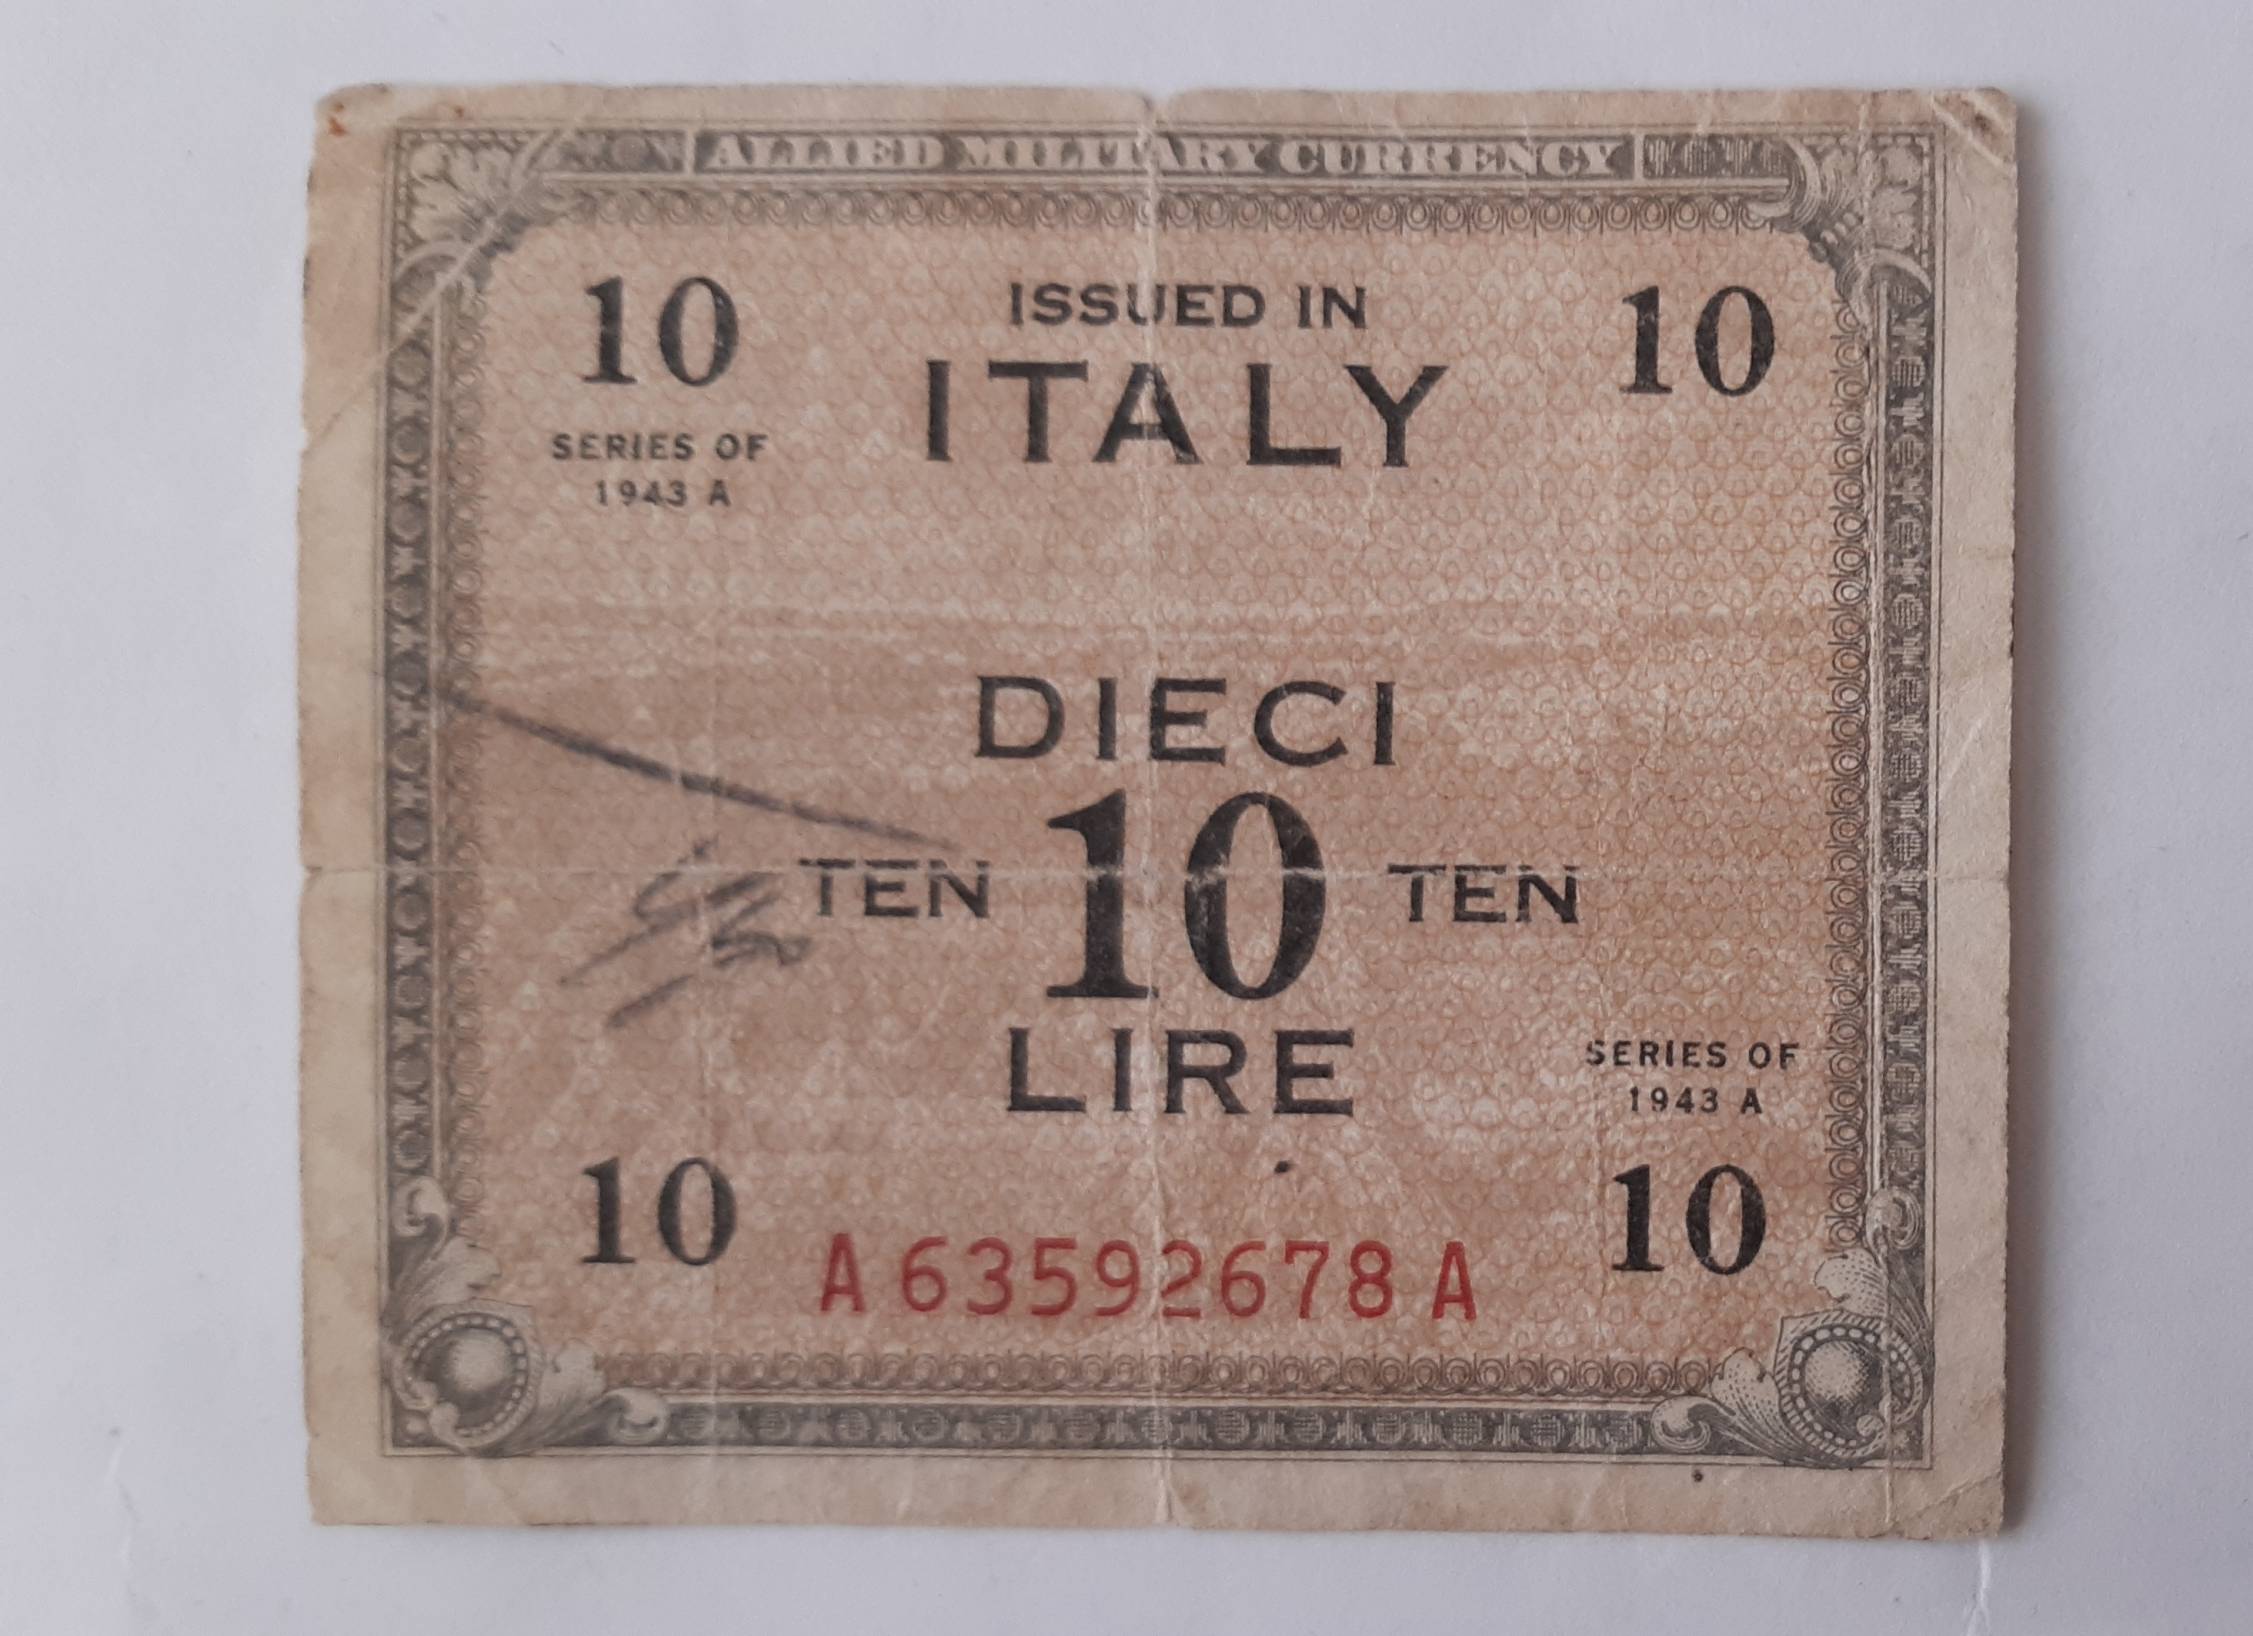 ALLIED MILITARY CURRENCY
10 ISSUED IN 10
ITALY
SERIES OF
1943 A
DIECI
TEN 10 TEN
LIRE
SERIES OF
1943 A
10 10
A 63592678 A